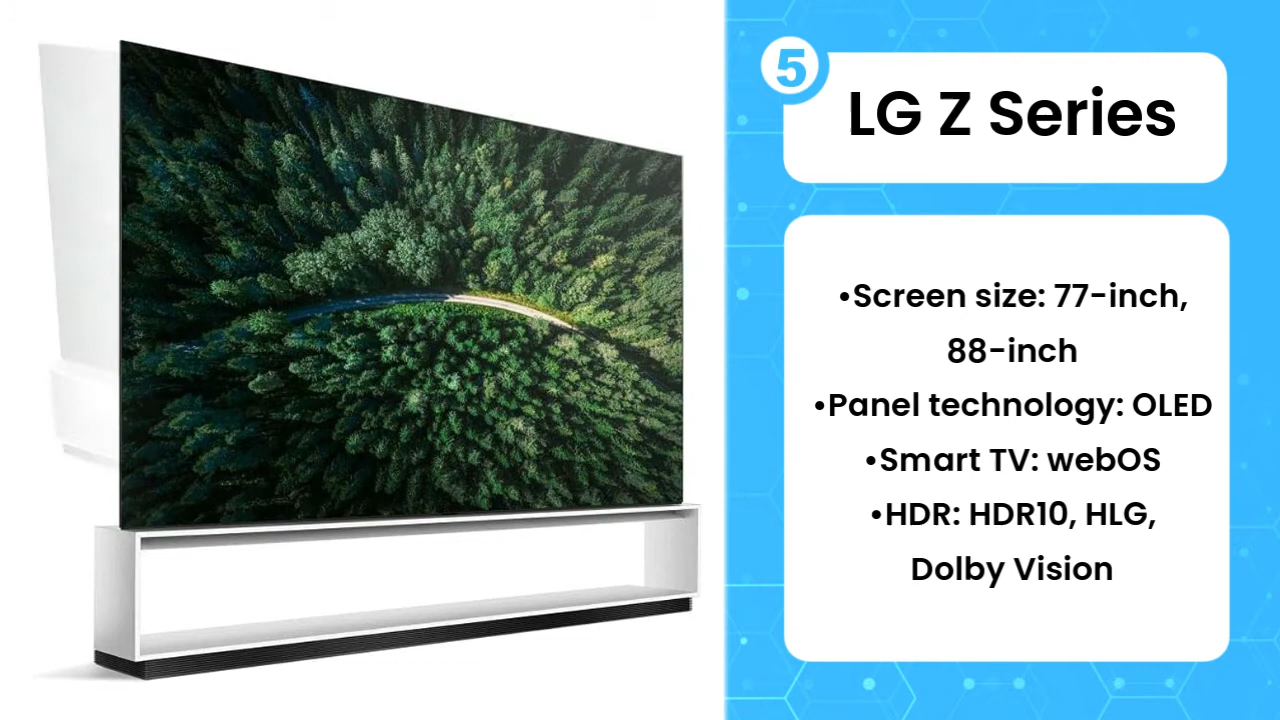 5
LG Z Series
•Screen size: 77-inch,
88-inch
•Panel technology: OLED
•Smart TV: webOS
•HDR: HDR10, HLG,
Dolby Vision